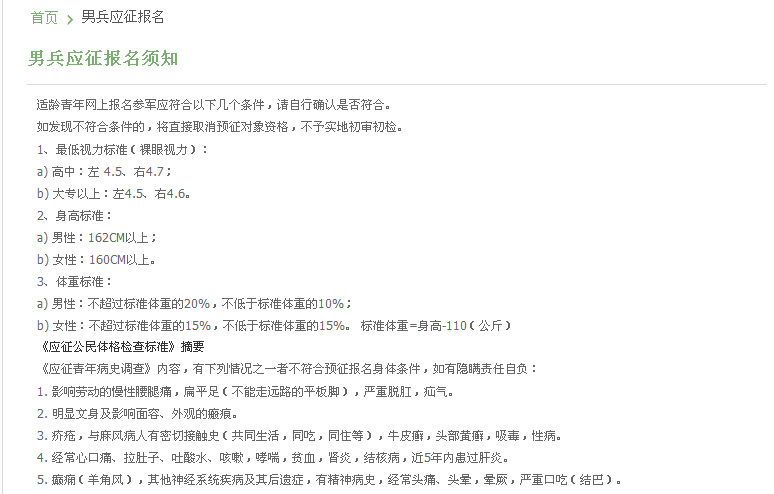 首页 > 男兵应征报名
男兵应征报名须知
适龄青年网上报名参军应符合以下几个条件，请自行确认是否符合。
如发现不符合条件的，将直接取消预征对象资格，不予实地初审初检。
1、最低视力标准（裸眼视力）：
a) 高中：左 4.5、右4.7；
b) 大专以上：左4.5、右4.6。
2、身高标准：
a) 男性：162CM以上；
b) 女性：160CM以上。
3、体重标准：
a) 男性：不超过标准体重的20%，不低于标准体重的10%；
b) 女性：不超过标准体重的15%，不低于标准体重的15%。 标准体重=身高-110（公斤）
《应征公民体格检查标准》摘要
《应征青年病史调查》内容，有下列情况之一者不符合预征报名身体条件，如有隐瞒责任自负：
1. 影响劳动的慢性腰腿痛，扁平足（不能走远路的平板脚），严重脱肛，疝气。
2. 明显文身及影响面容、外观的瘢痕。
3. 疥疮，与麻风病人有密切接触史（共同生活，同吃，同住等），牛皮癣，头部黄癣，吸毒，性病。
4. 经常心口痛、拉肚子、吐酸水、咳嗽，哮喘，贫血，肾炎，结核病，近5年内患过肝炎。
5. 癫痫（羊角风），其他神经系统疾病及其后遗症，有精神病史，经常头痛、头晕，晕厥，严重口吃（结巴）。